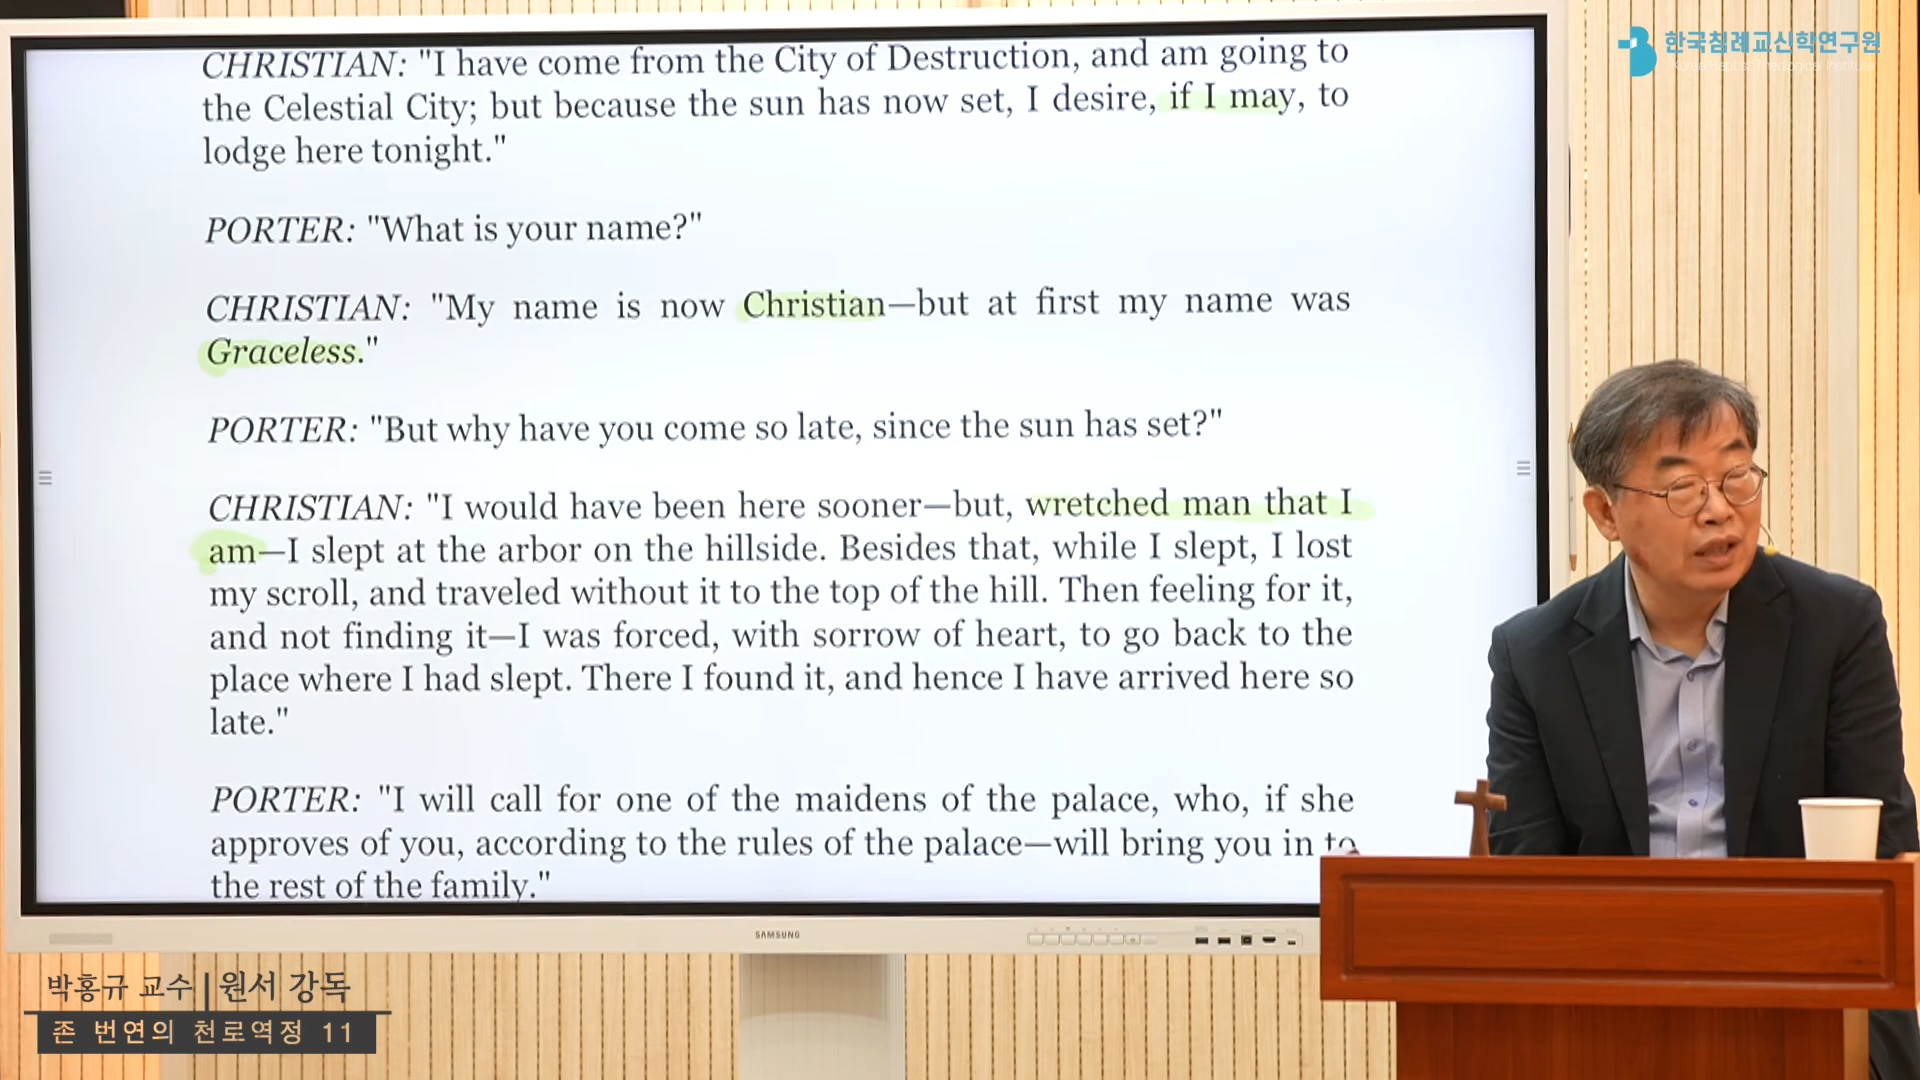 CHRISTIAN: "I have come from the City of Destruction, and am going to
the Celestial City; but because the sun has now set, I desire, if I may, to
lodge here tonight."
PORTER: "What is your name?"
CHRISTIAN: "My name is now Christian—but at first my name was
Graceless."
PORTER: "But why have you come so late, since the sun has set?"
CHRISTIAN: "I would have been here sooner—but, wretched man that I
am—I slept at the arbor on the hillside. Besides that, while I slept, I lost
my scroll, and traveled without it to the top of the hill. Then feeling for it,
and not finding it—I was forced, with sorrow of heart, to go back to the
place where I had slept. There I found it, and hence I have arrived here so
late."
PORTER: "I will call for one of the maidens of the palace, who, if she
approves of you, according to the rules of the palace—will bring you in to
the rest of the family."
SAMSUNG
한국침례교신학연구원
Korea Baptist Theological Institute
박홍규 교수 | 원서 강독
존 번연의 천로역정 11